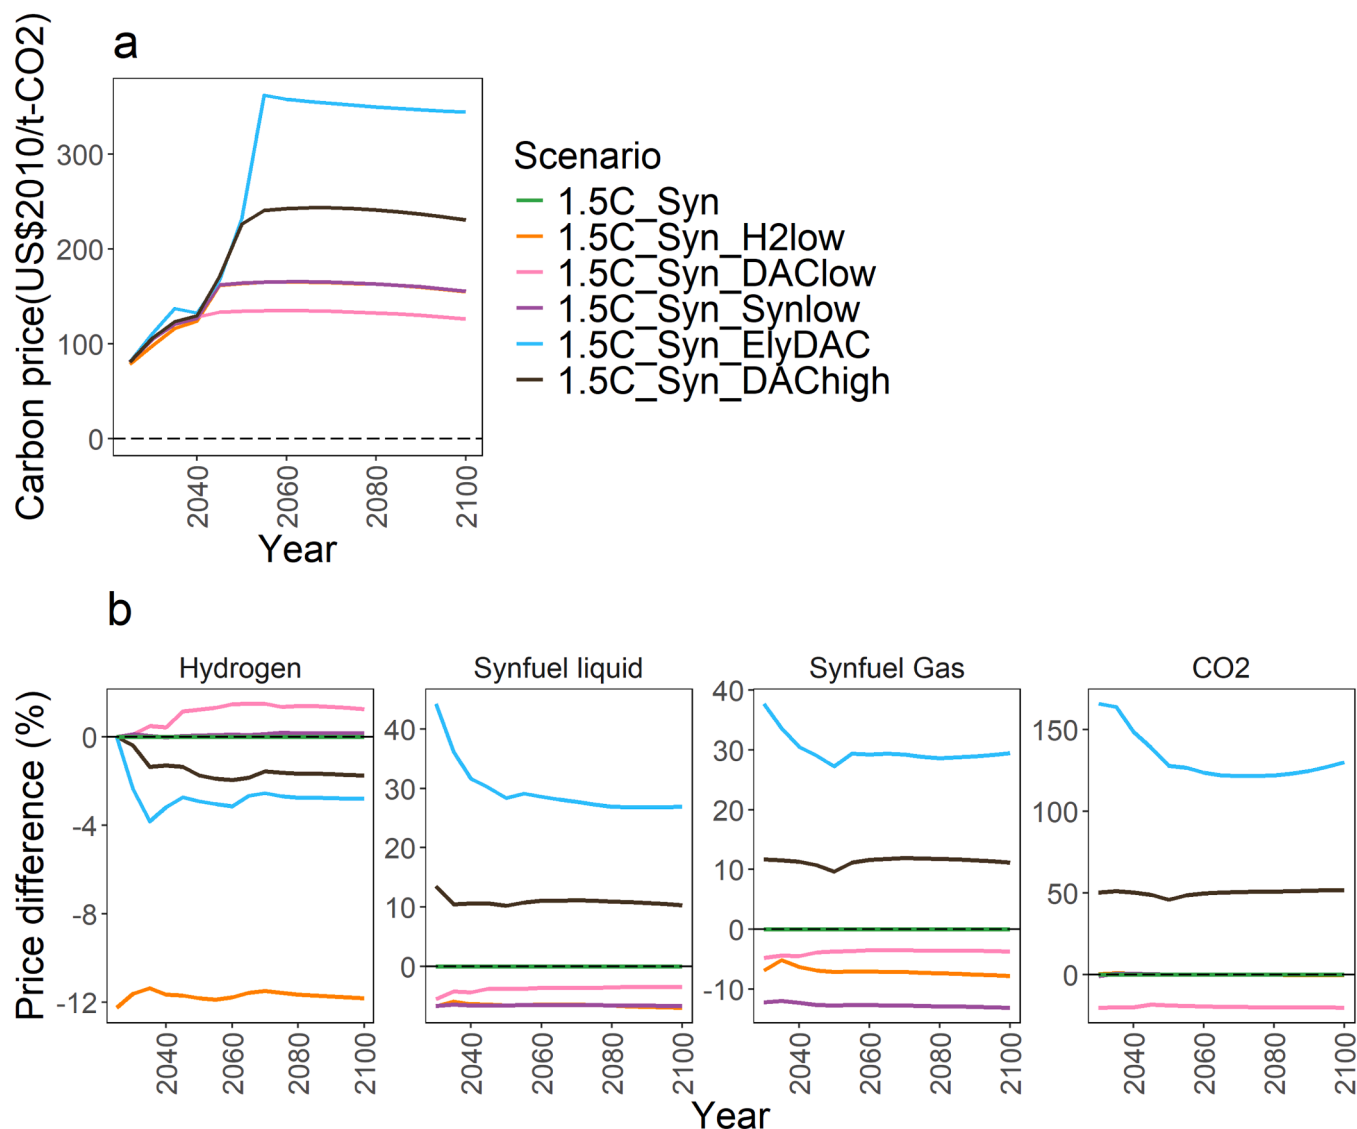 a
Carbon price(US$2010/t-CO2)
300
200
100
0
2040
2060
2080
2100
Year
Scenario
1.5C_Syn
1.5C_Syn_H2low
1.5C_Syn_DAClow
1.5C_Syn_Synlow
1.5C_Syn_ElyDAC
1.5C_Syn_DAChigh
b
Price difference (%)
Hydrogen
0
-4
-8
-12
2040
2060
2080
2100
Synfuel liquid
40
30
20
10
0
2040
2060
2080
2100
Synfuel Gas
40
30
20
10
0
-10
2040
2060
2080
2100
CO2
150
100
50
0
2040
2060
2080
2100
Year